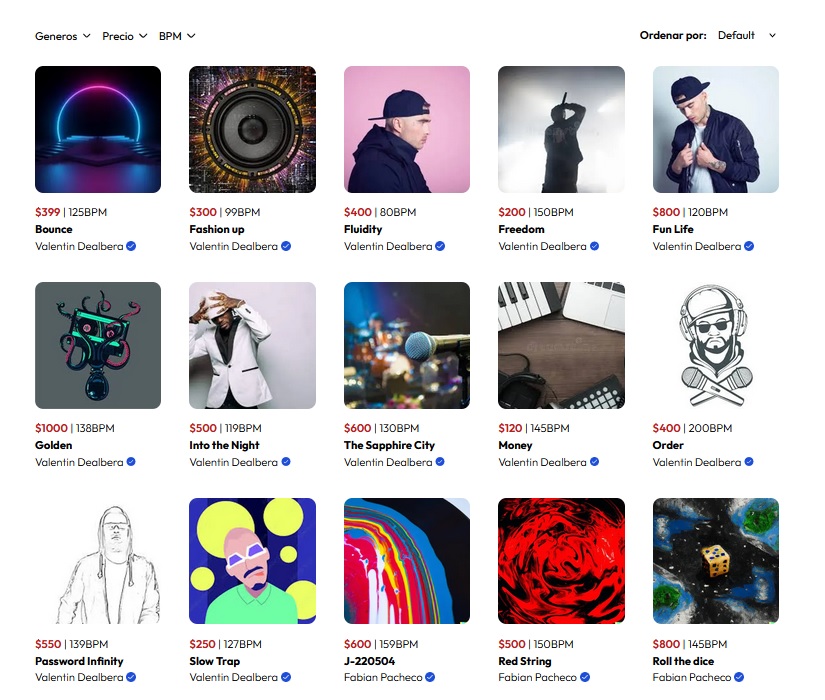 Generos Precio BPM Ordenar por: Default
$399 | 125BPM
Bounce
Valentin Dealbera
$300 | 99BPM
Fashion up
Valentin Dealbera
$400 | 80BPM
Fluidity
Valentin Dealbera
$200 | 150BPM
Freedom
Valentin Dealbera
$800 | 120BPM
Fun Life
Valentin Dealbera
$1000 | 138BPM
Golden
Valentin Dealbera
$500 | 119BPM
Into the Night
Valentin Dealbera
$600 | 130BPM
The Sapphire City
Valentin Dealbera
$120 | 145BPM
Money
Valentin Dealbera
$400 | 200BPM
Order
Valentin Dealbera
$550 | 139BPM
Password Infinity
Valentin Dealbera
$250 | 127BPM
Slow Trap
Valentin Dealbera
$600 | 159BPM
J-220504
Fabian Pacheco
$500 | 150BPM
Red String
Fabian Pacheco
$800 | 145BPM
Roll the dice
Fabian Pacheco